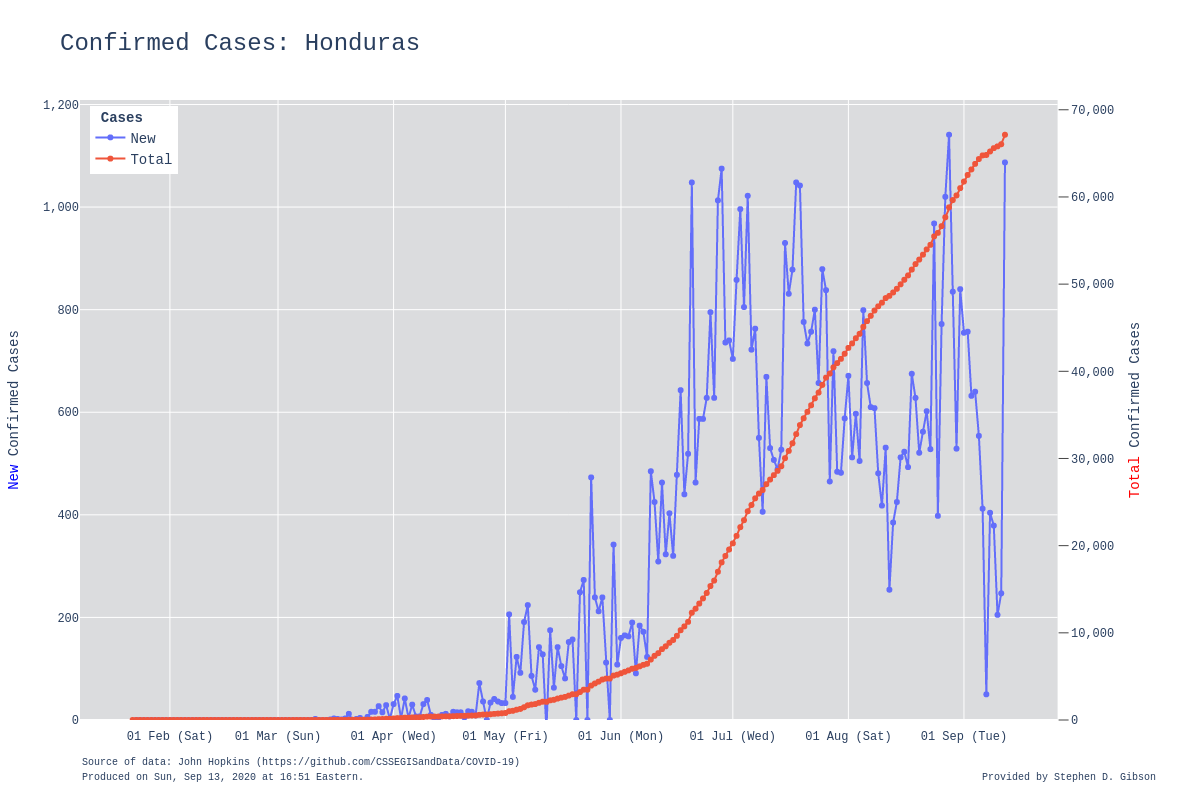 Confirmed Cases: Honduras
Cases
New
Total
1,200
1,000
800
600
400
200
0
70,000
60,000
50,000
40,000
30,000
20,000
10,000
0
New Confirmed Cases
Total Confirmed Cases
01 Feb (Sat)
01 Mar (Sun)
01 Apr (Wed)
01 May (Fri)
01 Jun (Mon)
01 Jul (Wed)
01 Aug (Sat)
01 Sep (Tue)
Source of data: John Hopkins (https://github.com/CSSEGISandData/COVID-19)
Produced on Sun, Sep 13, 2020 at 16:51 Eastern.
Provided by Stephen D. Gibson